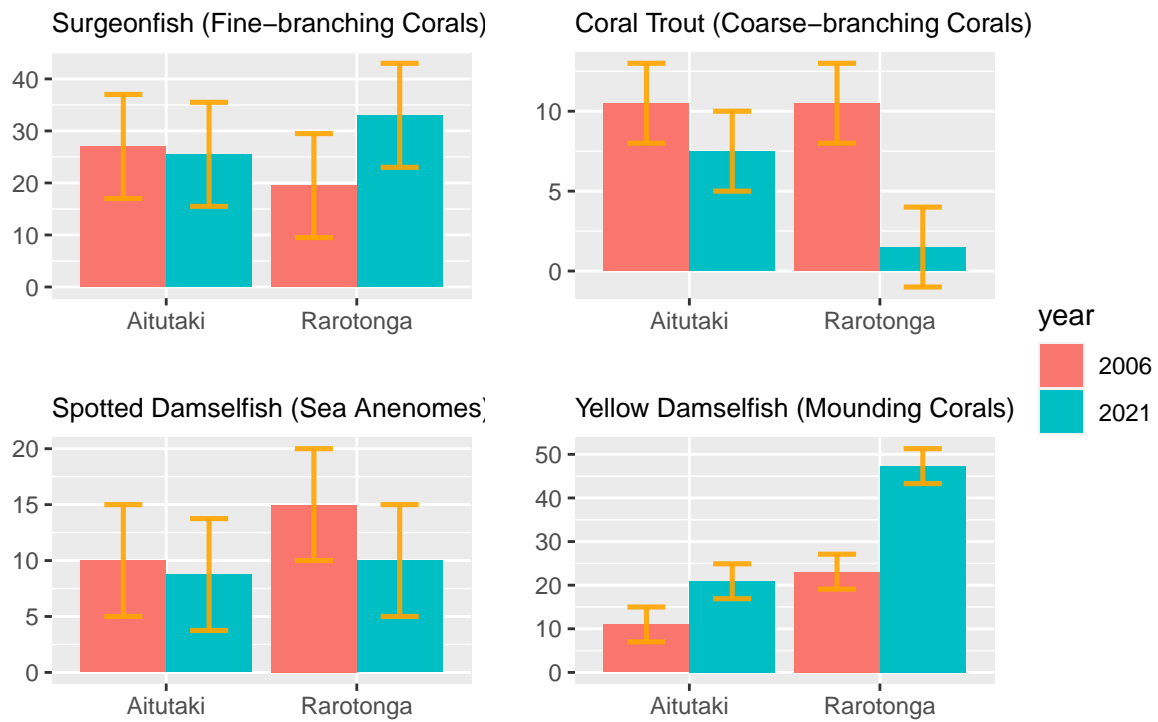 Surgeonfish (Fine−branching Corals)
40
30
20
10
0
Aitutaki
Rarotonga
Coral Trout (Coarse−branching Corals)
10
5
0
Aitutaki
Rarotonga
Spotted Damselfish (Sea Anenomes)
20
15
10
5
0
Aitutaki
Rarotonga
Yellow Damselfish (Mounding Corals)
50
40
30
20
10
0
Aitutaki
Rarotonga
year
2006
2021